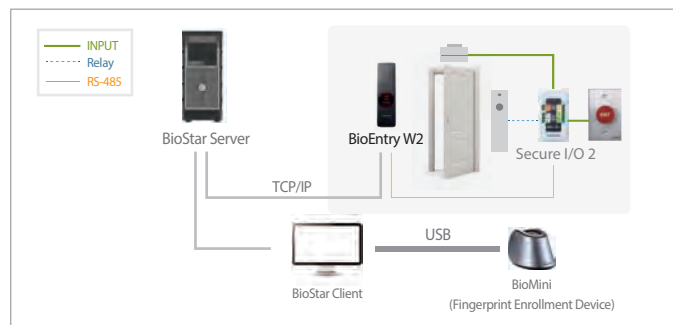 INPUT
Relay
RS-485
BioStar Server
BioEntry W2
EXIT
Secure I/O 2
TCP/IP
USB
BioStar Client
BioMini
(Fingerprint Enrollment Device)